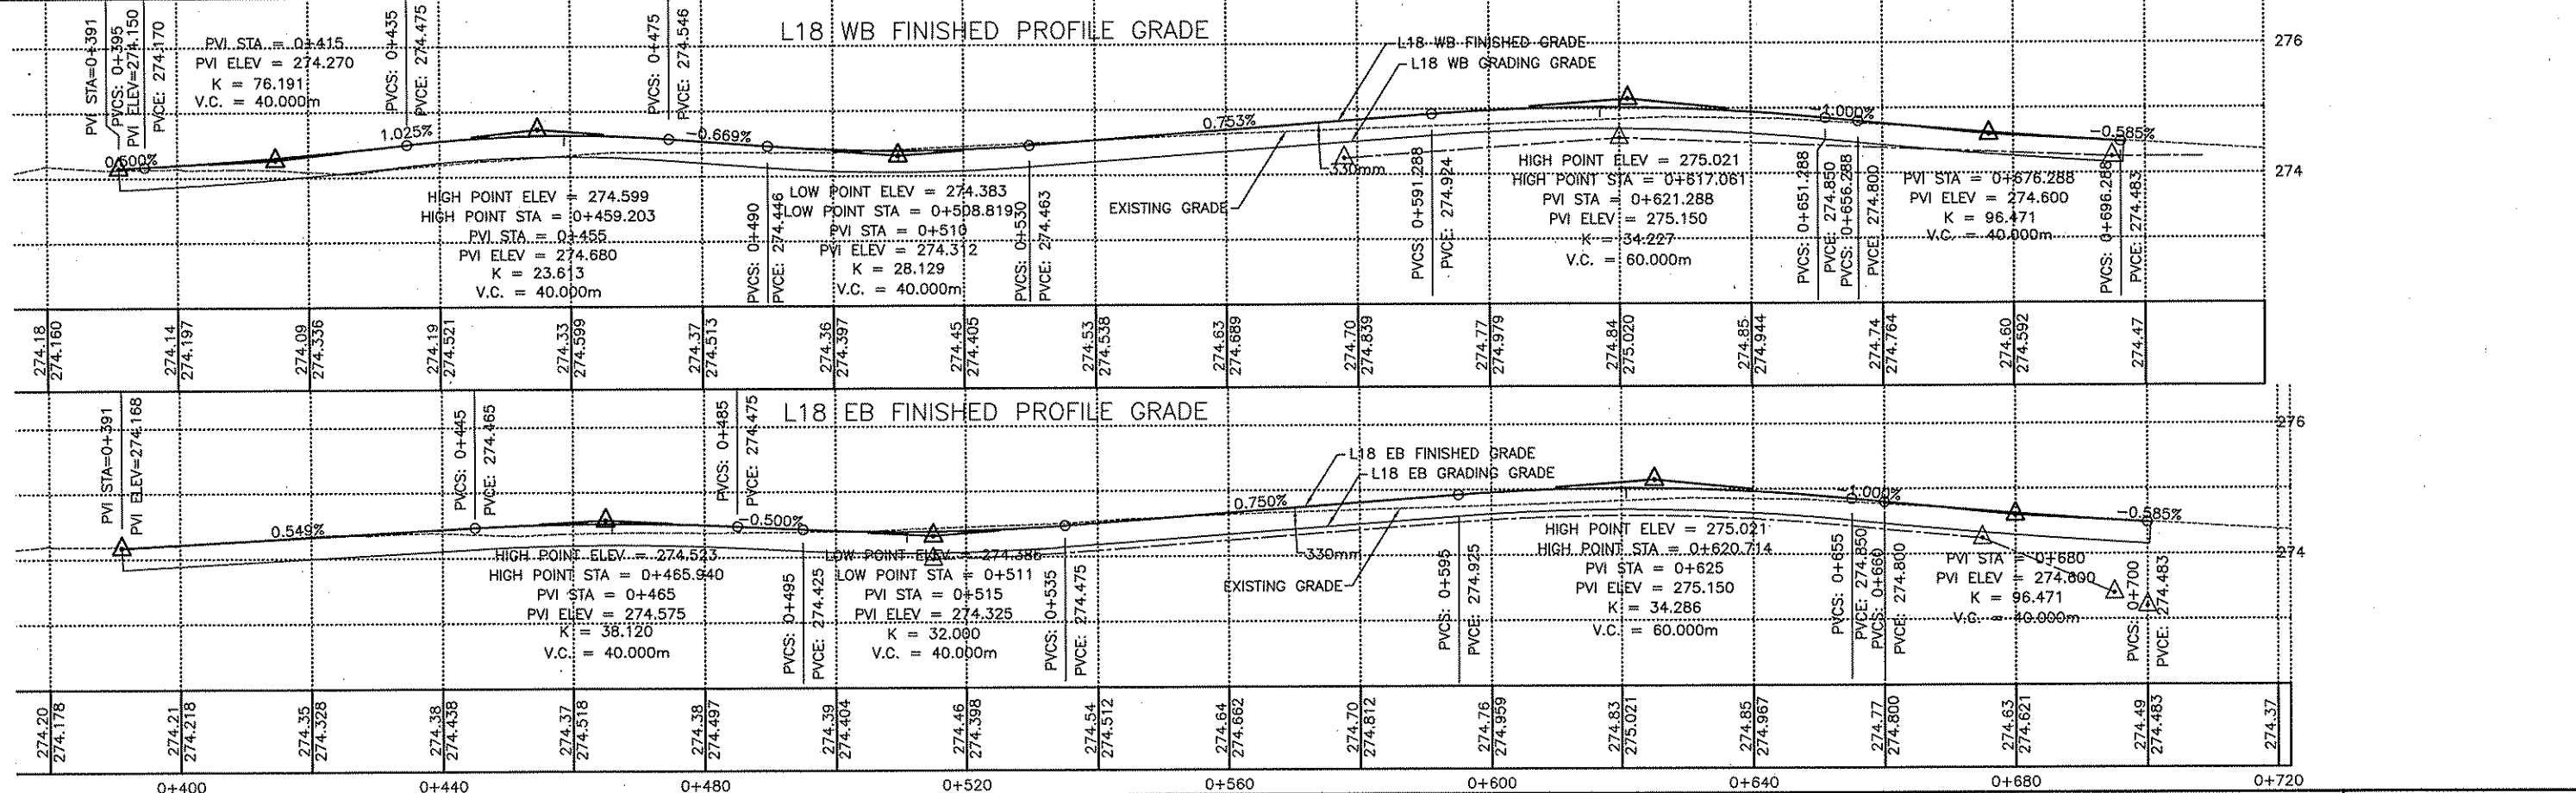 L18 WB FINISHED PROFILE GRADE
PVI STA=0+391
PVI ELEV=274.150
PVCS: 0+395
PVCE: 274.170
PVI STA = 0+415
PVI ELEV = 274.270
K = 76.191
V.C. = 40.000m
PVCS: 0+435
PVCE: 274.475
PVCS: 0+475
PVCE: 274.546
L18 WB FINISHED GRADE
L18 WB GRADING GRADE
276
274
0.500%
1.025%
-0.669%
0.753%
-1.000%
-0.585%
HIGH POINT ELEV = 274.599
HIGH POINT STA = 0+459.203
PVI STA = 0+455
PVI ELEV = 274.680
K = 23.613
V.C. = 40.000m
PVCS: 0+490
PVCE: 274.446
LOW POINT ELEV = 274.383
LOW POINT STA = 0+508.819
PVI STA = 0+510
PVI ELEV = 274.312
K = 28.129
V.C. = 40.000m
PVCS: 0+530
PVCE: 274.463
EXISTING GRADE
330mm
PVCS: 0+591.288
PVCE: 274.924
HIGH POINT ELEV = 275.021
HIGH POINT STA = 0+617.061
PVI STA = 0+621.288
PVI ELEV = 275.150
K = 34.227
V.C. = 60.000m
PVCS: 0+651.288
PVCE: 274.850
PVCS: 0+656.288
PVCE: 274.800
PVI STA = 0+676.288
PVI ELEV = 274.600
K = 96.471
V.C. = 40.000m
PVCS: 0+696.288
PVCE: 274.483
274.18 274.160
274.14 274.197
274.09 274.336
274.19 274.521
274.33 274.599
274.37 274.513
274.36 274.397
274.45 274.405
274.53 274.538
274.63 274.689
274.70 274.839
274.77 274.979
274.84 275.020
274.85 274.944
274.74 274.764
274.60 274.592
274.47
L18 EB FINISHED PROFILE GRADE
PVI STA=0+391
PVI ELEV=274.168
PVCS: 0+445
PVCE: 274.465
PVCS: 0+485
PVCE: 274.475
L18 EB FINISHED GRADE
L18 EB GRADING GRADE
276
274
0.549%
-0.500%
0.750%
-1.000%
-0.585%
HIGH POINT ELEV = 274.523
HIGH POINT STA = 0+465.940
PVI STA = 0+465
PVI ELEV = 274.575
K = 38.120
V.C. = 40.000m
PVCS: 0+495
PVCE: 274.425
LOW POINT ELEV = 274.386
LOW POINT STA = 0+511
PVI STA = 0+515
PVI ELEV = 274.325
K = 32.000
V.C. = 40.000m
PVCS: 0+535
PVCE: 274.475
330mm
EXISTING GRADE
PVCS: 0+595
PVCE: 274.925
HIGH POINT ELEV = 275.021
HIGH POINT STA = 0+620.714
PVI STA = 0+625
PVI ELEV = 275.150
K = 34.286
V.C. = 60.000m
PVCS: 0+655
PVCE: 274.850
PVCS: 0+660
PVCE: 274.800
PVI STA = 0+680
PVI ELEV = 274.600
K = 96.471
V.C. = 40.000m
PVCS: 0+700
PVCE: 274.483
274.20 274.178
274.21 274.218
274.35 274.328
274.38 274.438
274.37 274.518
274.38 274.497
274.39 274.404
274.46 274.398
274.54 274.512
274.64 274.662
274.70 274.812
274.76 274.959
274.83 275.021
274.85 274.967
274.77 274.800
274.63 274.621
274.49 274.483
274.37
0+400 0+440 0+480 0+520 0+560 0+600 0+640 0+680 0+720